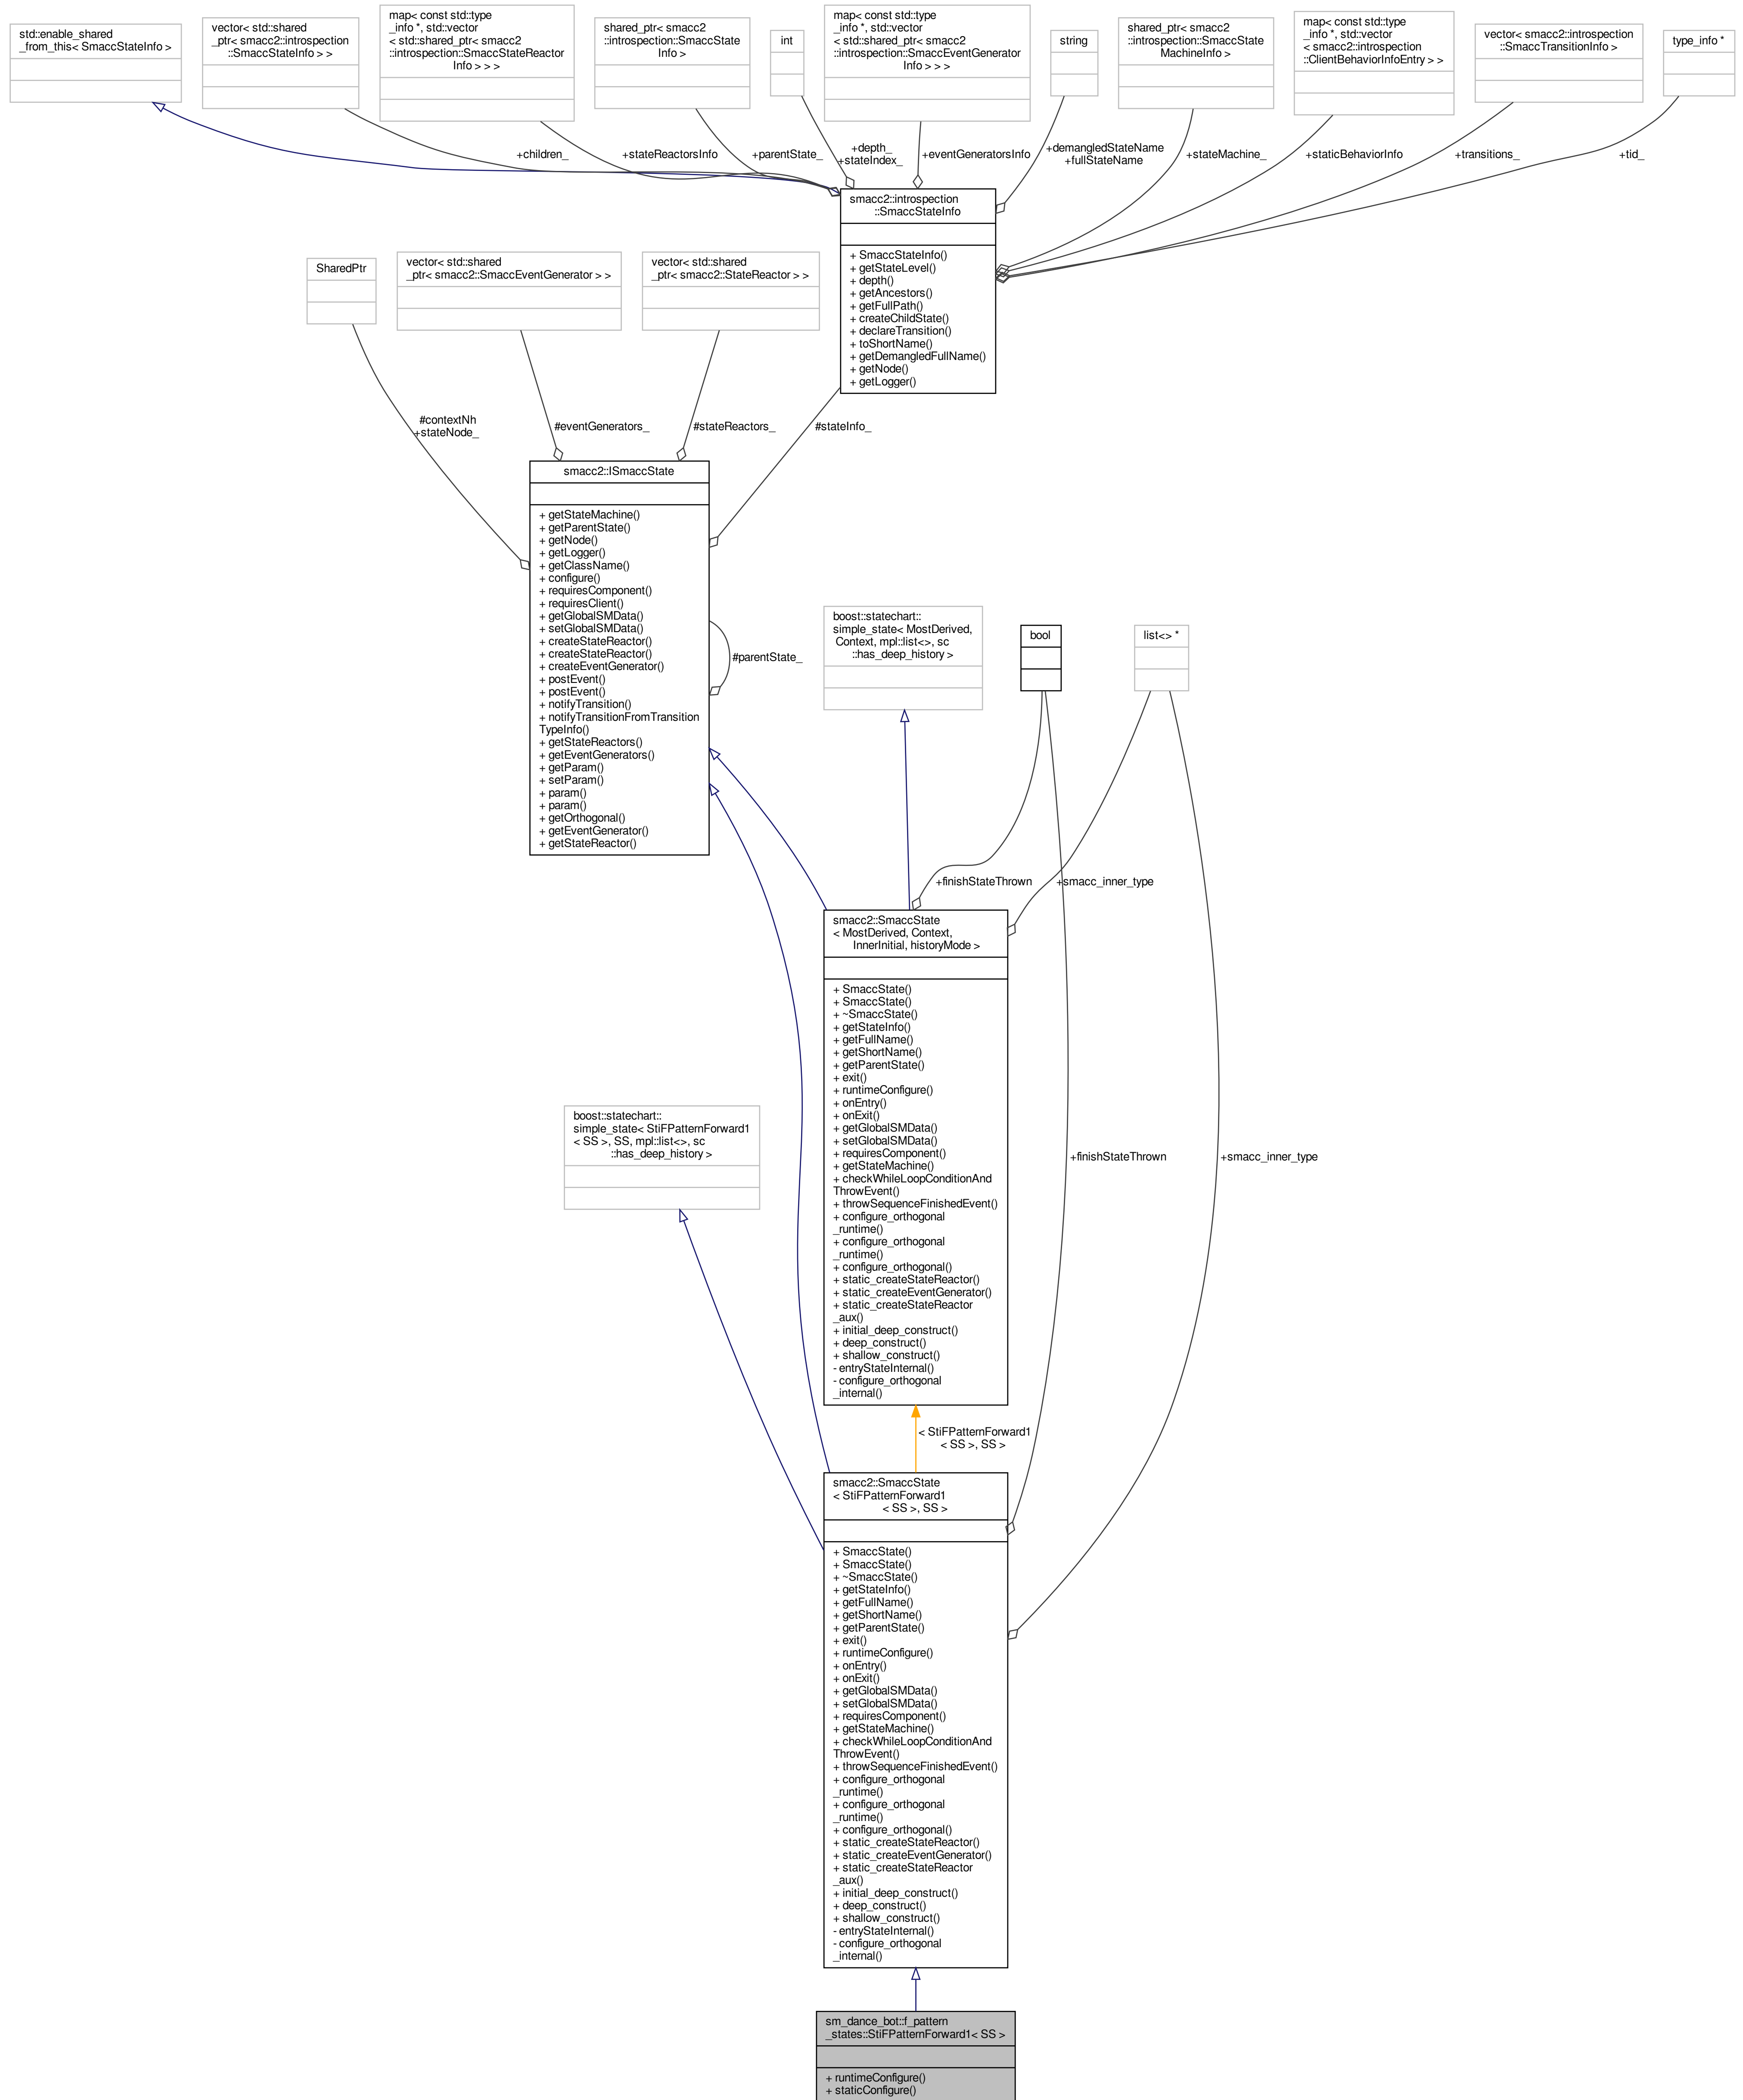 std::enable_shared
_from_this< SmaccStateInfo >
vector< std::shared
_ptr< smacc2::introspection
::SmaccStateInfo > >
map< const std::type
_info *, std::vector
< std::shared_ptr< smacc2
::introspection::SmaccStateReactor
Info > > >
shared_ptr< smacc2
::introspection::SmaccState
Info >
int
map< const std::type
_info *, std::vector
< std::shared_ptr< smacc2
::introspection::SmaccEventGenerator
Info > > >
string
shared_ptr< smacc2
::introspection::SmaccState
MachineInfo >
map< const std::type
_info *, std::vector
< smacc2::introspection
::ClientBehaviorInfoEntry > >
vector< smacc2::introspection
::SmaccTransitionInfo >
type_info *
+children_
+stateReactorsInfo
+parentState_
+depth_
+stateIndex_
+eventGeneratorsInfo
+demangledStateName
+fullStateName
+stateMachine_
+staticBehaviorInfo
+transitions_
+tid_
smacc2::introspection
::SmaccStateInfo
+ SmaccStateInfo()
+ getStateLevel()
+ depth()
+ getAncestors()
+ getFullPath()
+ createChildState()
+ declareTransition()
+ toShortName()
+ getDemangledFullName()
+ getNode()
+ getLogger()
SharedPtr
vector< std::shared
_ptr< smacc2::SmaccEventGenerator > >
vector< std::shared
_ptr< smacc2::StateReactor > >
#contextNh
+stateNode_
#eventGenerators_
#stateReactors_
#stateInfo_
smacc2::ISmaccState
+ getStateMachine()
+ getParentState()
+ getNode()
+ getLogger()
+ getClassName()
+ configure()
+ requiresComponent()
+ requiresClient()
+ getGlobalSMData()
+ setGlobalSMData()
+ createStateReactor()
+ createStateReactor()
+ createEventGenerator()
+ postEvent()
+ postEvent()
+ notifyTransition()
+ notifyTransitionFromTransition
TypeInfo()
+ getStateReactors()
+ getEventGenerators()
+ getParam()
+ setParam()
+ param()
+ param()
+ getOrthogonal()
+ getEventGenerator()
+ getStateReactor()
#parentState_
boost::statechart::
simple_state< MostDerived,
Context, mpl::list<>, sc
::has_deep_history >
bool
list<> *
+finishStateThrown
+smacc_inner_type
smacc2::SmaccState
< MostDerived, Context,
InnerInitial, historyMode >
+ SmaccState()
+ SmaccState()
+ ~SmaccState()
+ getStateInfo()
+ getFullName()
+ getShortName()
+ getParentState()
+ exit()
+ runtimeConfigure()
+ onEntry()
+ onExit()
+ getGlobalSMData()
+ setGlobalSMData()
+ requiresComponent()
+ getStateMachine()
+ checkWhileLoopConditionAnd
ThrowEvent()
+ throwSequenceFinishedEvent()
+ configure_orthogonal
_runtime()
+ configure_orthogonal
_runtime()
+ configure_orthogonal()
+ static_createStateReactor()
+ static_createEventGenerator()
+ static_createStateReactor
_aux()
+ initial_deep_construct()
+ deep_construct()
+ shallow_construct()
- entryStateInternal()
- configure_orthogonal
_internal()
boost::statechart::
simple_state< StiFPatternForward1
< SS >, SS, mpl::list<>, sc
::has_deep_history >
+finishStateThrown
+smacc_inner_type
< StiFPatternForward1
< SS >, SS >
smacc2::SmaccState
< StiFPatternForward1
< SS >, SS >
+ SmaccState()
+ SmaccState()
+ ~SmaccState()
+ getStateInfo()
+ getFullName()
+ getShortName()
+ getParentState()
+ exit()
+ runtimeConfigure()
+ onEntry()
+ onExit()
+ getGlobalSMData()
+ setGlobalSMData()
+ requiresComponent()
+ getStateMachine()
+ checkWhileLoopConditionAnd
ThrowEvent()
+ throwSequenceFinishedEvent()
+ configure_orthogonal
_runtime()
+ configure_orthogonal
_runtime()
+ configure_orthogonal()
+ static_createStateReactor()
+ static_createEventGenerator()
+ static_createStateReactor
_aux()
+ initial_deep_construct()
+ deep_construct()
+ shallow_construct()
- entryStateInternal()
- configure_orthogonal
_internal()
sm_dance_bot::f_pattern
_states::StiFPatternForward1< SS >
+ runtimeConfigure()
+ staticConfigure()